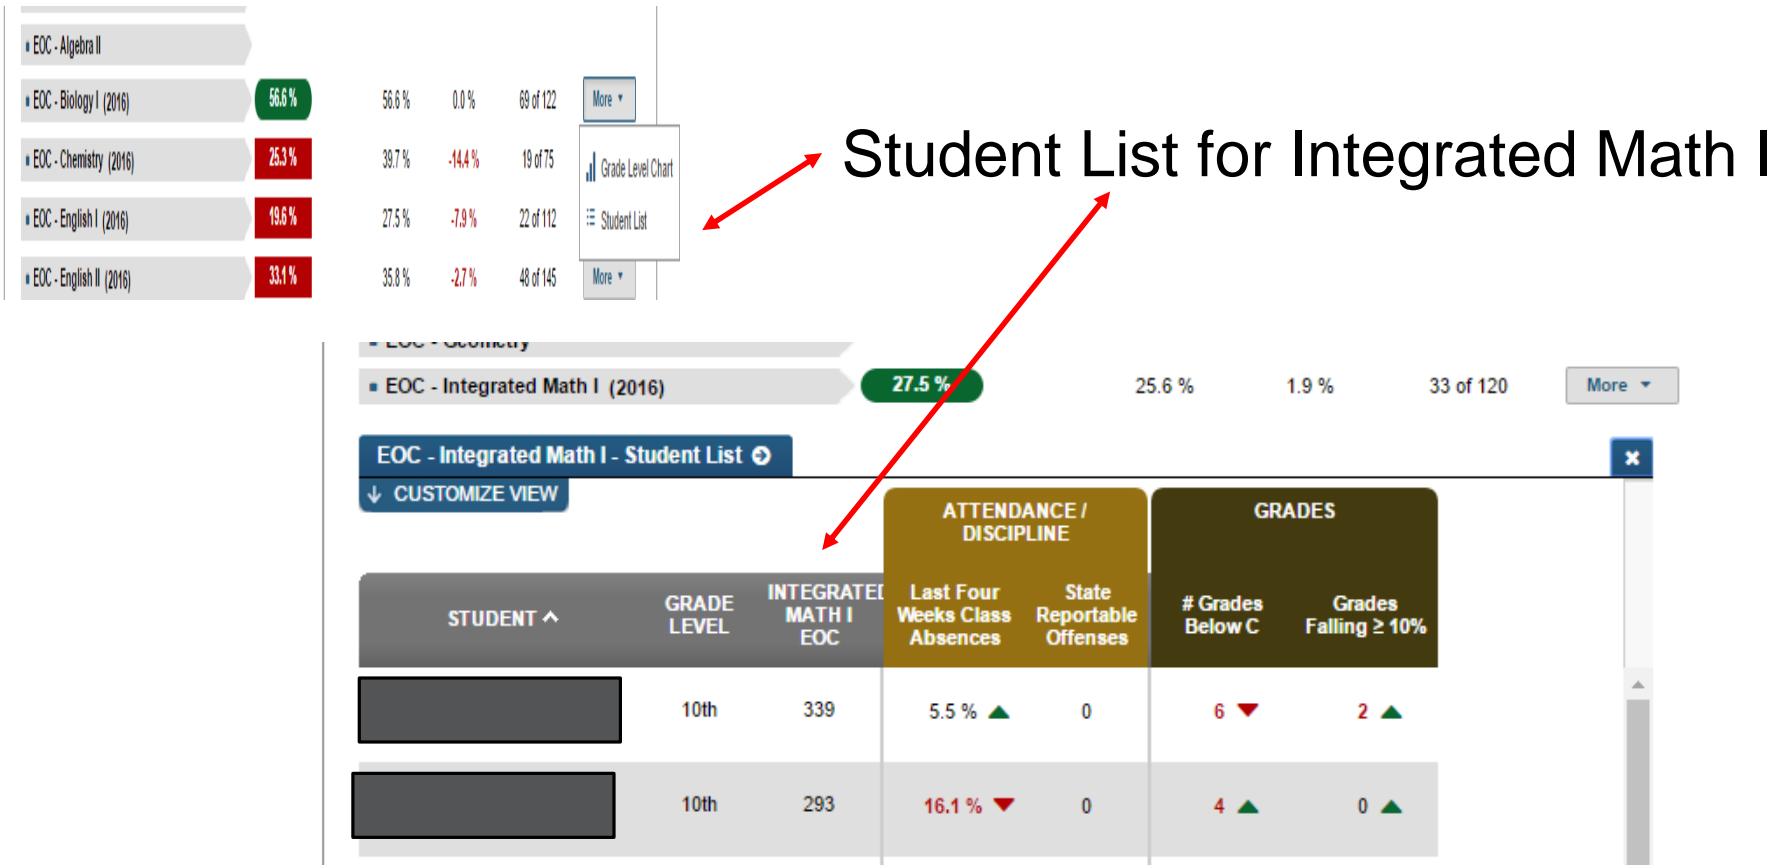 EOC - Algebra II
EOC - Biology I (2016) 56.6 % 56.6 % 0.0 % 69 of 122 More
EOC - Chemistry (2016) 25.3 % 39.7 % -14.4 % 19 of 75
Grade Level Chart
EOC - English I (2016) 19.6 % 27.5 % -7.9 % 22 of 112
Student List
EOC - English II (2016) 33.1 % 35.8 % -2.7 % 48 of 145 More
Student List for Integrated Math I
EOC - Geometry
EOC - Integrated Math I (2016) 27.5 % 25.6 % 1.9 % 33 of 120 More
EOC - Integrated Math I - Student List
CUSTOMIZE VIEW
ATTENDANCE /
DISCIPLINE
GRADES
STUDENT
GRADE
LEVEL
INTEGRATED
MATH I
EOC
Last Four
Weeks Class
Absences
State
Reportable
Offenses
# Grades
Below C
Grades
Falling ≥ 10%
10th 339 5.5 % 0 6 2
10th 293 16.1 % 0 4 0